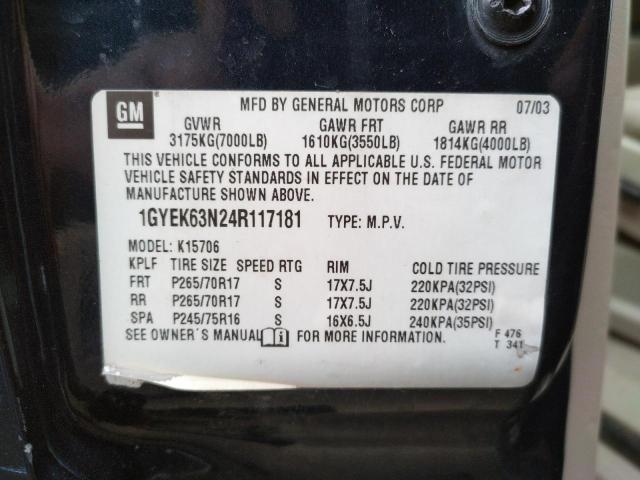 GM
MFD BY GENERAL MOTORS CORP 07/03
GVWR GAWR FRT GAWR RR
3175KG(7000LB) 1610KG(3550LB) 1814KG(4000LB)
THIS VEHICLE CONFORMS TO ALL APPLICABLE U.S. FEDERAL MOTOR
VEHICLE SAFETY STANDARDS IN EFFECT ON THE DATE OF
MANUFACTURE SHOWN ABOVE.
1GYEK63N24R117181 TYPE: M.P.V.
MODEL: K15706
KPLF TIRE SIZE SPEED RTG RIM COLD TIRE PRESSURE
FRT P265/70R17 S 17X7.5J 220KPA(32PSI)
RR P265/70R17 S 17X7.5J 220KPA(32PSI)
SPA P245/75R16 S 16X6.5J 240KPA(35PSI)
SEE OWNER'S MANUAL FOR MORE INFORMATION. F 476
T 341